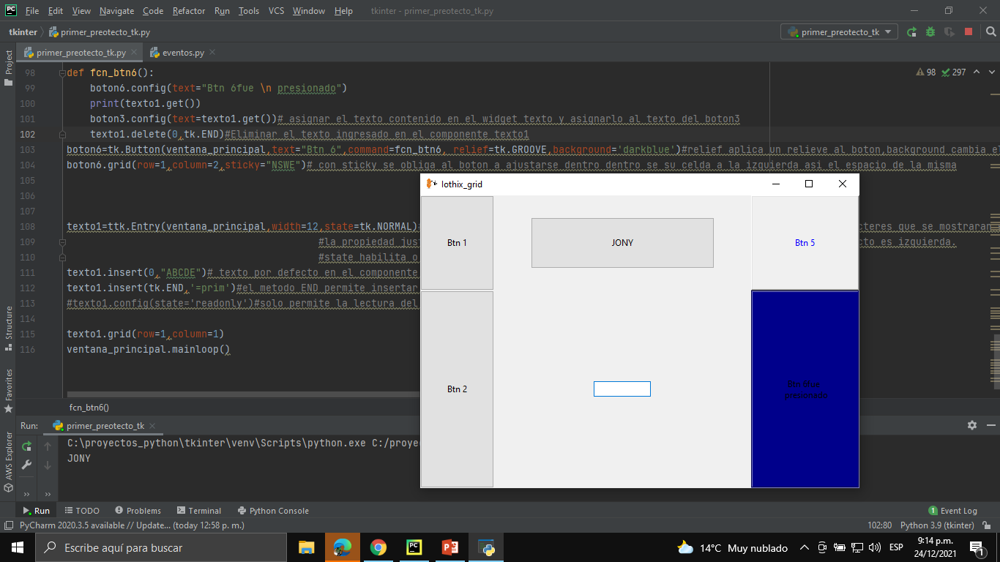 File Edit View Navigate Code Refactor Run Tools VCS Window Help tkinter - primer_preotecto_tk.py
tkinter primer_preotecto_tk.py primer_preotecto_tk
primer_preotecto_tk.py eventos.py
Project
98 def fcn_btn6(): 98 297
99 boton6.config(text="Btn 6fue \n presionado")
100 print(texto1.get())
101 boton3.config(text=texto1.get())# asignar el texto contenido en el widget texto y asignarlo al texto del boton3
102 texto1.delete(0,tk.END)#Eliminar el texto ingresado en el componente texto1
103 boton6=tk.Button(ventana_principal,text="Btn 6",command=fcn_btn6, relief=tk.GROOVE,background='darkblue')#relief aplica un relieve al boton,background cambia el
104 boton6.grid(row=1,column=2,sticky="NSWE")# con sticky se obliga al boton a ajustarse dentro dentro se su celda a la izquierda asi el espacio de la misma
105
106
107
108 texto1=ttk.Entry(ventana_principal,width=12,state=tk.NORMAL)# cteres que se mostraran
109 #la propiedad just cto es izquierda.
110 #state habilita o
111 texto1.insert(0,"ABCDE")# texto por defecto en el componente
112 texto1.insert(tk.END,'=prim')#el metodo END permite insertar
113 #texto1.config(state='readonly')#solo permite la lectura del
114
115 texto1.grid(row=1,column=1)
116 ventana_principal.mainloop()
lothix_grid
Btn 1 JONY Btn 5
Btn 2 Btn 6fue
presionado
Structure
Favorites
AWS Explorer
fcn_btn6()
Run: primer_preotecto_tk
C:\proyectos_python\tkinter\venv\Scripts\python.exe C:/proye
JONY
Run TODO Problems Terminal Python Console 1 Event Log
PyCharm 2020.3.5 available // Update... (today 12:58 p. m.) 102:80 Python 3.9 (tkinter)
Escribe aquí para buscar 14°C Muy nublado ESP 9:14 p.m.
24/12/2021 1